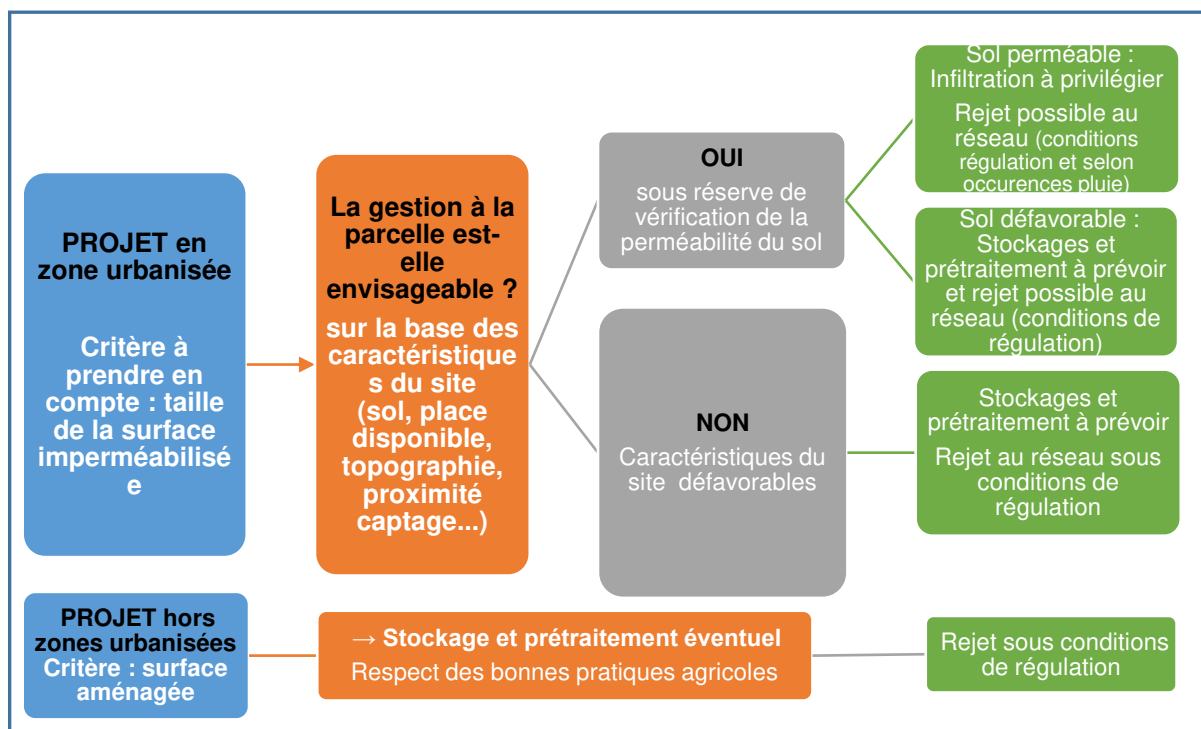 PROJET en
zone urbanisée
Critère à
prendre en
compte : taille
de la surface
imperméabilisé
e
La gestion à la
parcelle est-
elle
envisageable ?
sur la base des
caractéristique
s du site
(sol, place
disponible,
topographie,
proximité
captage...)
OUI
sous réserve de
vérification de la
perméabilité du sol
NON
Caractéristiques du
site défavorables
Sol perméable :
Infiltration à privilégier
Rejet possible au
réseau (conditions
régulation et selon
occurences pluie)
Sol défavorable :
Stockages et
prétraitement à prévoir
et rejet possible au
réseau (conditions de
régulation)
Stockages et
prétraitement à prévoir
Rejet au réseau sous
conditions de
régulation
PROJET hors
zones urbanisées
Critère : surface
aménagée
→ Stockage et prétraitement éventuel
Respect des bonnes pratiques agricoles
Rejet sous conditions
de régulation